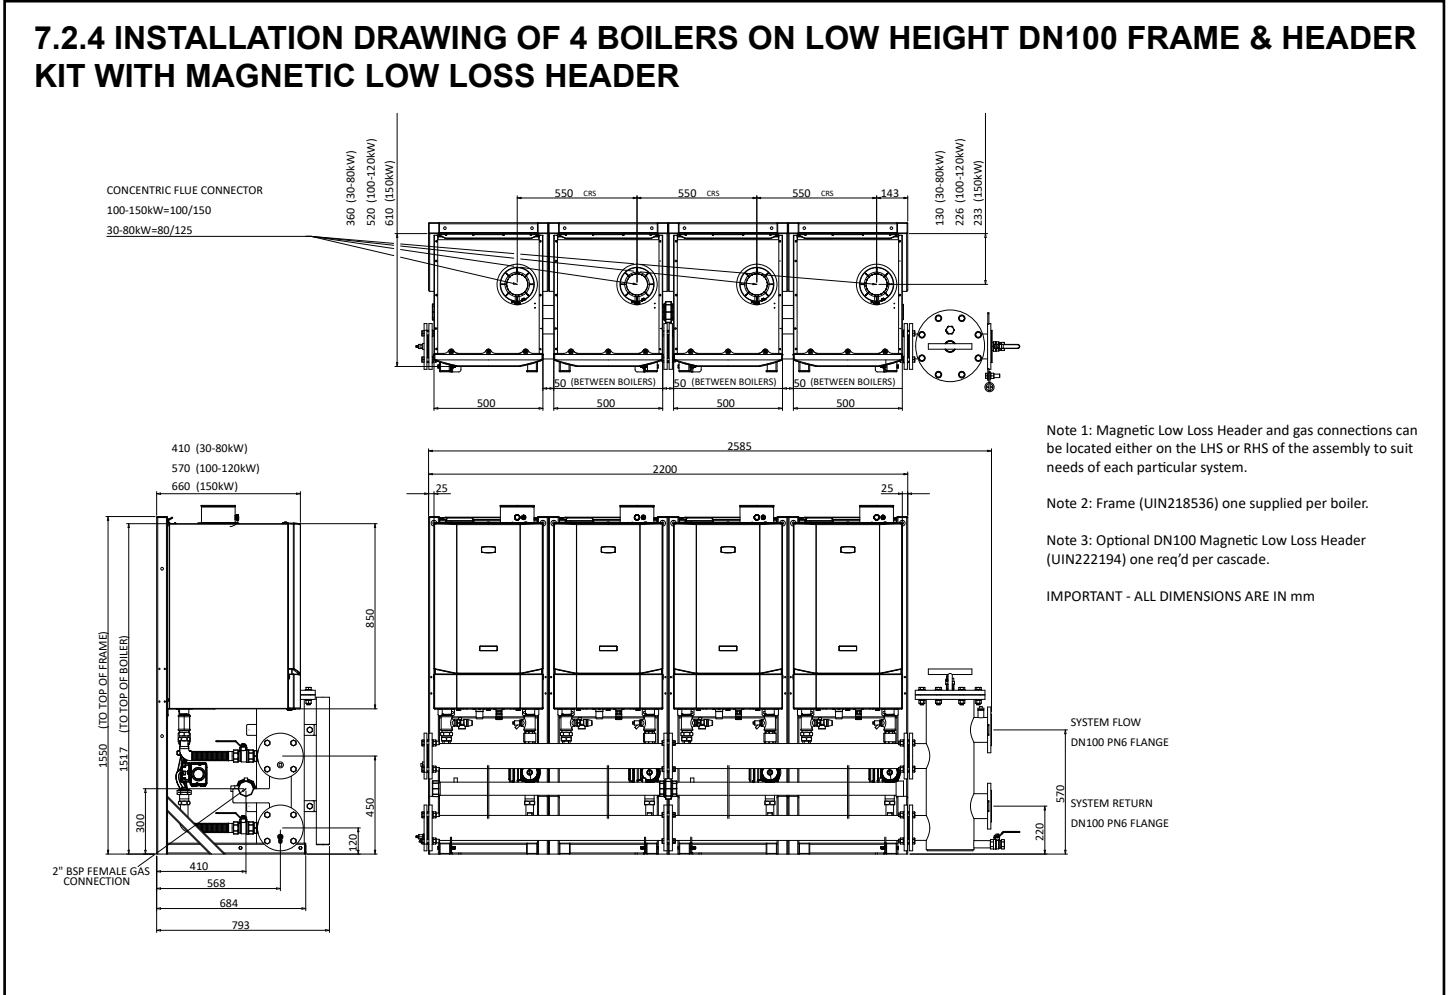 7.2.4 INSTALLATION DRAWING OF 4 BOILERS ON LOW HEIGHT DN100 FRAME & HEADER
KIT WITH MAGNETIC LOW LOSS HEADER
CONCENTRIC FLUE CONNECTOR
100-150kW=100/150
30-80kW=80/125
360 (30-80kW)
520 (100-120kW)
610 (150kW)
550 CRS
550 CRS
550 CRS
143
130 (30-80kW)
226 (100-120kW)
233 (150kW)
50 (BETWEEN BOILERS)
50 (BETWEEN BOILERS)
50 (BETWEEN BOILERS)
500
500
500
500
410 (30-80kW)
570 (100-120kW)
660 (150kW)
1550 (TO TOP OF FRAME)
1517 (TO TOP OF BOILER)
850
300
450
120
2" BSP FEMALE GAS
CONNECTION
410
568
684
793
2585
2200
25
25
SYSTEM FLOW
DN100 PN6 FLANGE
570
SYSTEM RETURN
DN100 PN6 FLANGE
220
Note 1: Magnetic Low Loss Header and gas connections can
be located either on the LHS or RHS of the assembly to suit
needs of each particular system.
Note 2: Frame (UIN218536) one supplied per boiler.
Note 3: Optional DN100 Magnetic Low Loss Header
(UIN222194) one req'd per cascade.
IMPORTANT - ALL DIMENSIONS ARE IN mm